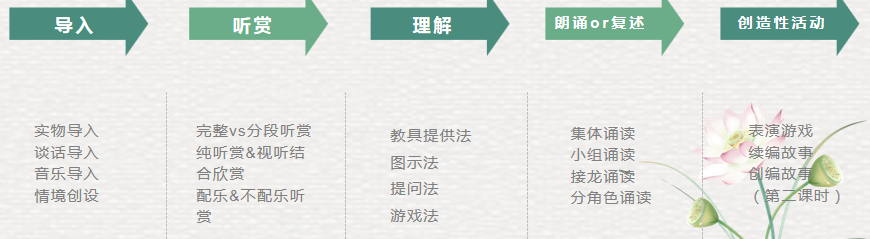 导入
听赏
理解
朗诵or复述
创造性活动
实物导入
谈话导入
音乐导入
情境创设
完整vs分段听赏
纯听赏&视听结
合欣赏
配乐&不配乐听
赏
教具提供法
图示法
提问法
游戏法
集体诵读
小组诵读
接龙诵读
分角色诵读
表演游戏
续编故事
创编故事
（第二课时）